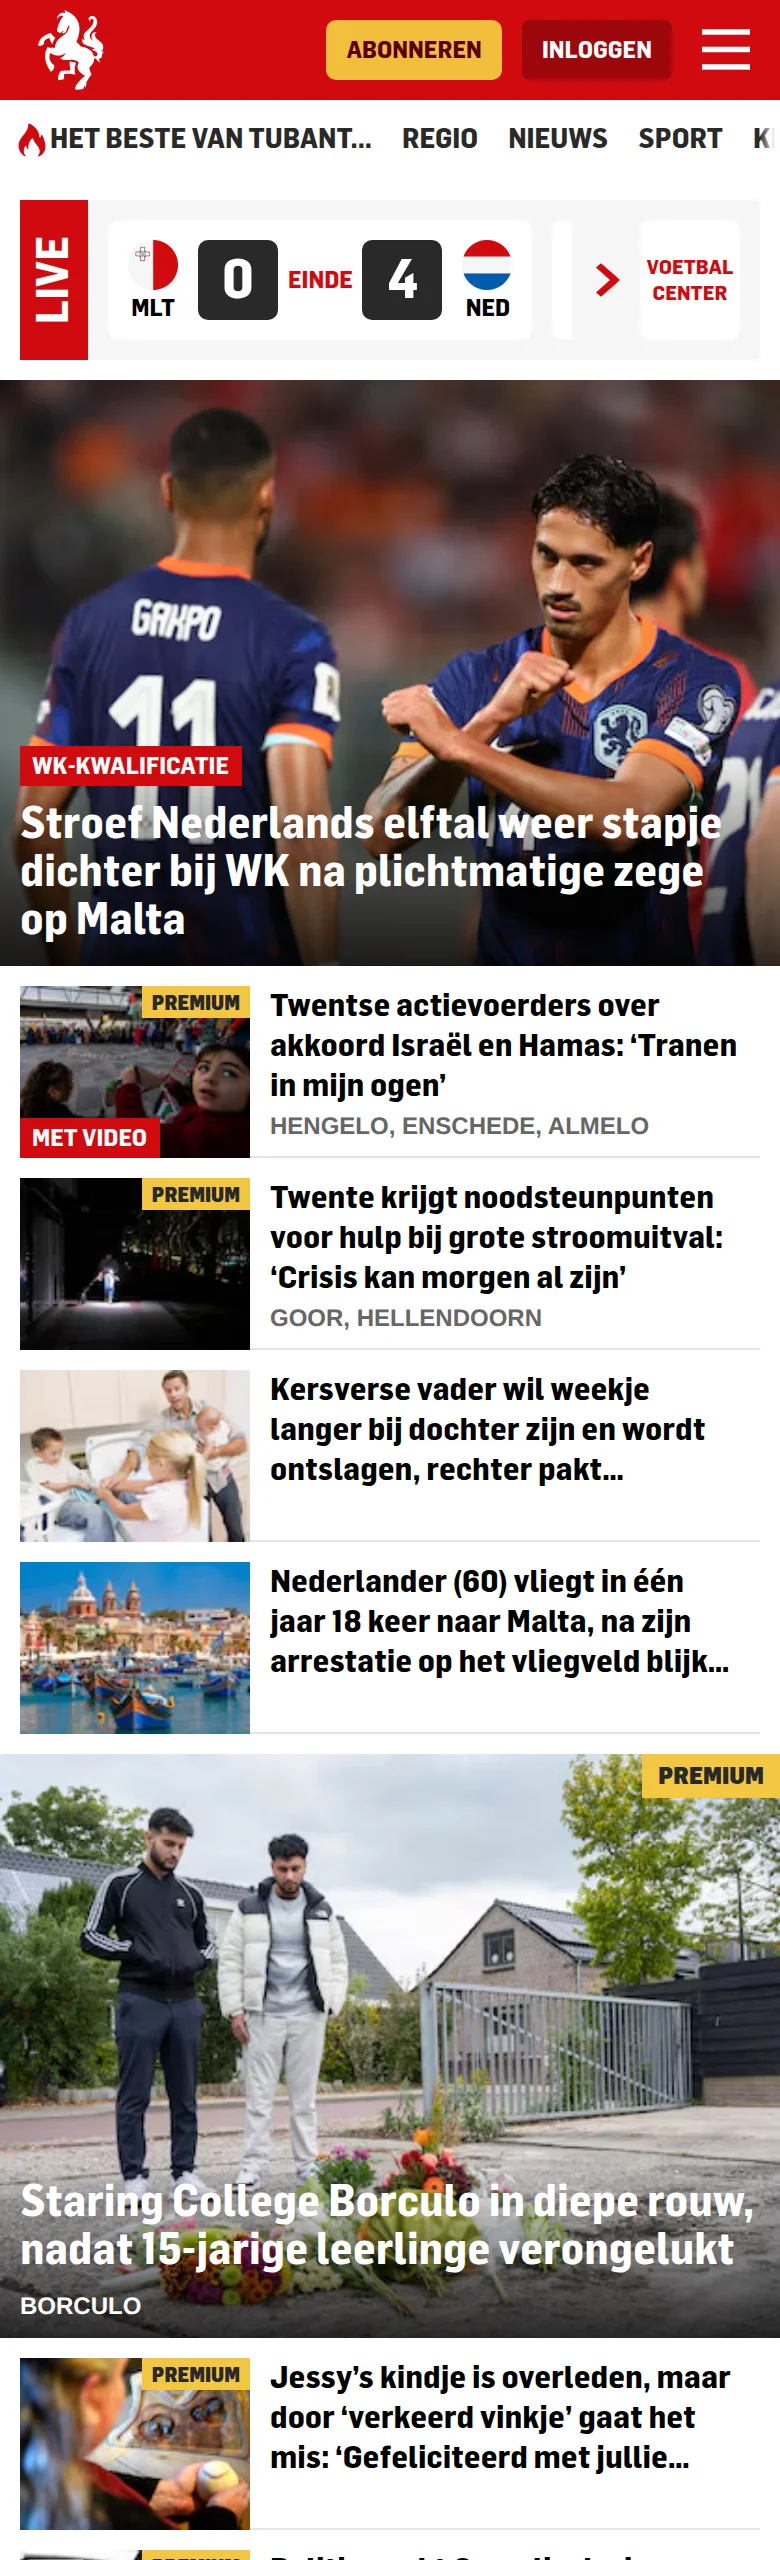 ABONNEREN
INLOGGEN
HET BESTE VAN TUBANT...
REGIO
NIEUWS
SPORT
LIVE
MLT
0
EINDE
4
NED
VOETBAL
CENTER
GAKPO
11
WK-KWALIFICATIE
Stroef Nederlands elftal weer stapje
dichter bij WK na plichtmatige zege
op Malta
PREMIUM
MET VIDEO
Twentse actievoerders over
akkoord Israël en Hamas: ‘Tranen
in mijn ogen’
HENGELO, ENSCHEDE, ALMELO
PREMIUM
Twente krijgt noodsteunpunten
voor hulp bij grote stroomuitval:
‘Crisis kan morgen al zijn’
GOOR, HELLENDOORN
Kersverse vader wil weekje
langer bij dochter zijn en wordt
ontslagen, rechter pakt...
Nederlander (60) vliegt in één
jaar 18 keer naar Malta, na zijn
arrestatie op het vliegveld blijk...
PREMIUM
Staring College Borculo in diepe rouw,
nadat 15-jarige leerlinge verongelukt
BORCULO
PREMIUM
Jessy’s kindje is overleden, maar
door ‘verkeerd vinkje’ gaat het
mis: ‘Gefeliciteerd met jullie...